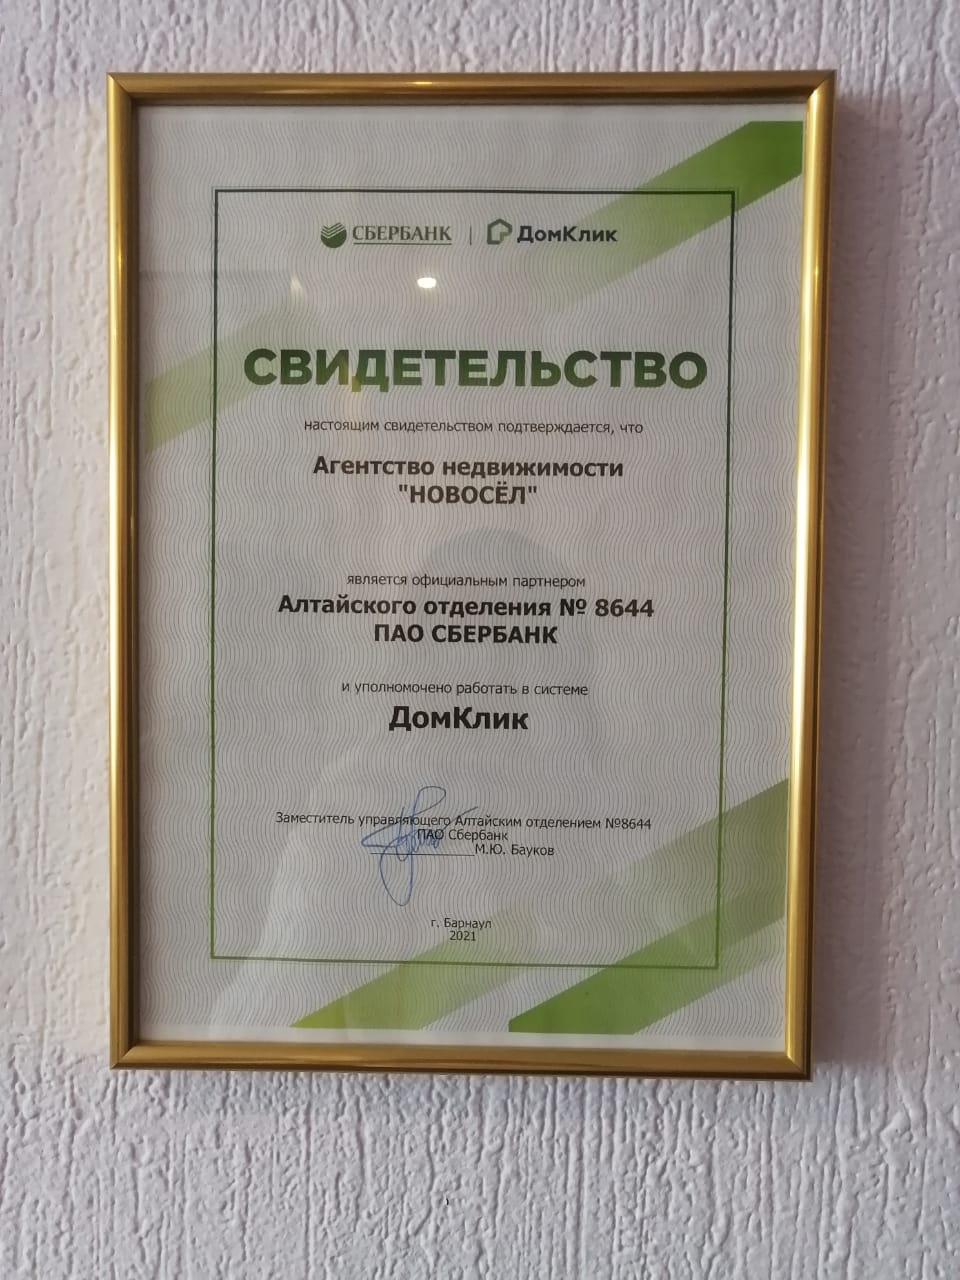 СБЕРБАНК | ДомКлик
СВИДЕТЕЛЬСТВО
настоящим свидетельством подтверждается, что
Агентство недвижимости
"НОВОСЁЛ"
является официальным партнером
Алтайского отделения № 8644
ПАО СБЕРБАНК
и уполномочено работать в системе
ДомКлик
Заместитель управляющего Алтайским отделением №8644
ПАО Сбербанк
М.Ю. Бауков
г. Барнаул
2021